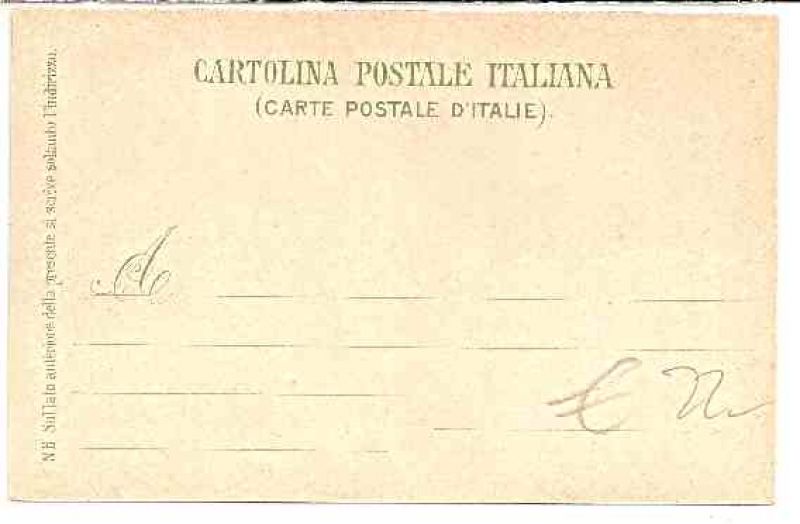 CARTOLINA POSTALE ITALIANA
(CARTE POSTALE D'ITALIE).
NB Sul lato anteriore della presente si scrive soltanto l'indirizzo.
A